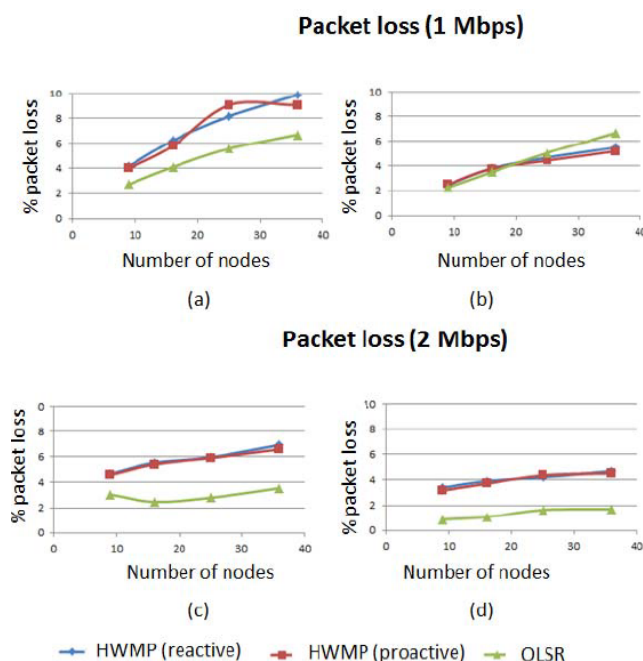 Packet loss (1 Mbps)
% packet loss
10
8
6
4
2
0
0 10 20 30 40
Number of nodes
(a)
% packet loss
10
8
6
4
2
0
0 10 20 30 40
Number of nodes
(b)
Packet loss (2 Mbps)
% packet loss
0
8
6
4
2
0
0 10 20 30 40
Number of nodes
(c)
% packet loss
10
8
6
4
2
0
0 10 20 30 40
Number of nodes
(d)
HWMP (reactive) HWMP (proactive) OLSR